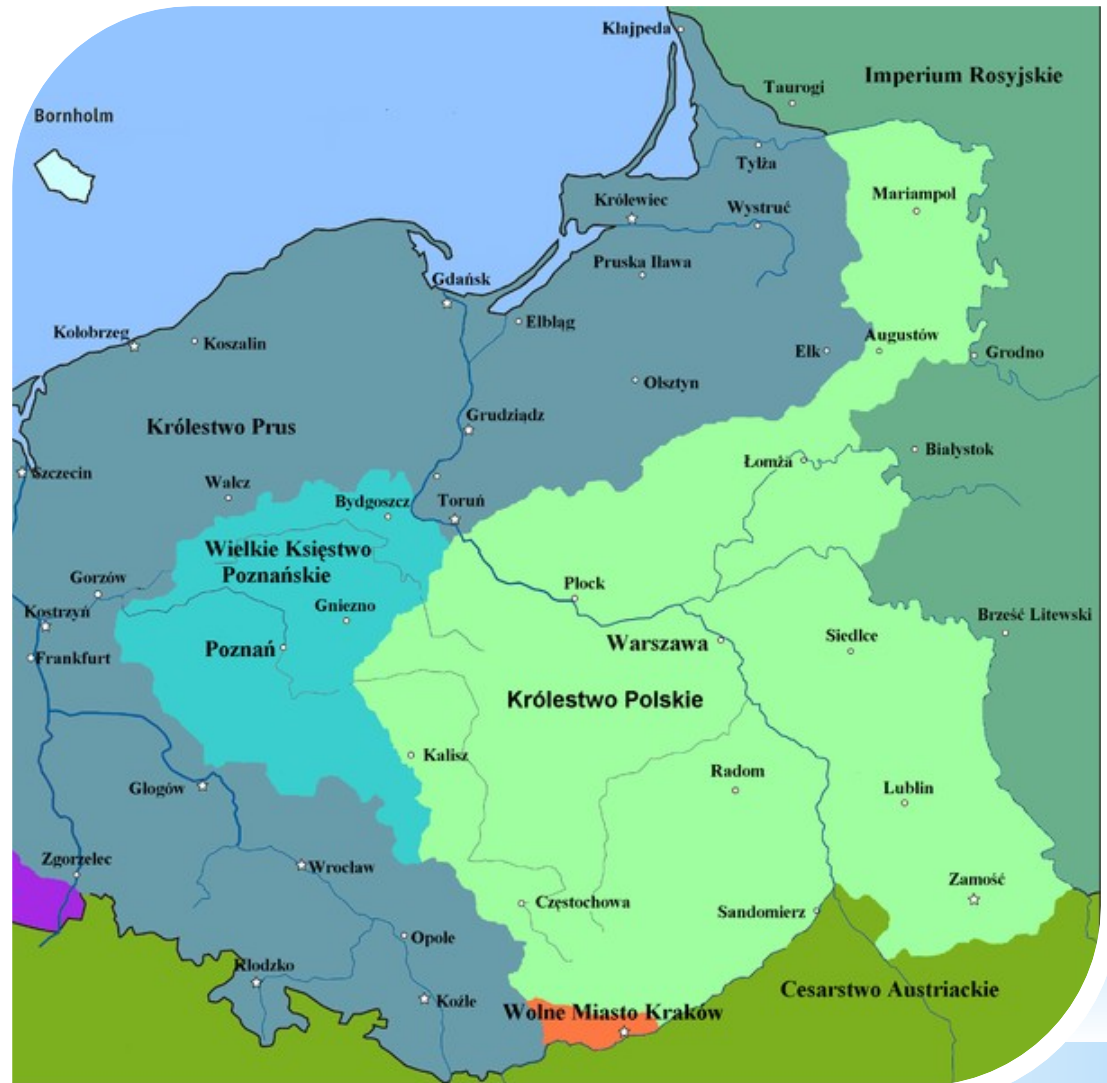 Kłajpeda
Imperium Rosyjskie
Taurogi
Bornholm
Tylża
Mariampol
Królewiec
Wystruć
Pruska Iława
Gdańsk
Elbląg
Kołobrzeg
Koszalin
Ełk
Augustów
Grodno
Olsztyn
Grudziądz
Królestwo Prus
Białystok
Łomża
Szczecin
Wałcz
Bydgoszcz
Toruń
Wielkie Księstwo
Poznańskie
Gorzów
Płock
Gniezno
Kostrzyń
Brześć Litewski
Siedlce
Warszawa
Poznań
Frankfurt
Królestwo Polskie
Kalisz
Radom
Głogów
Lublin
Zgorzelec
Wrocław
Zamość
Częstochowa
Sandomierz
Opole
Kłodzko
Cesarstwo Austriackie
Koźle
Wolne Miasto Kraków